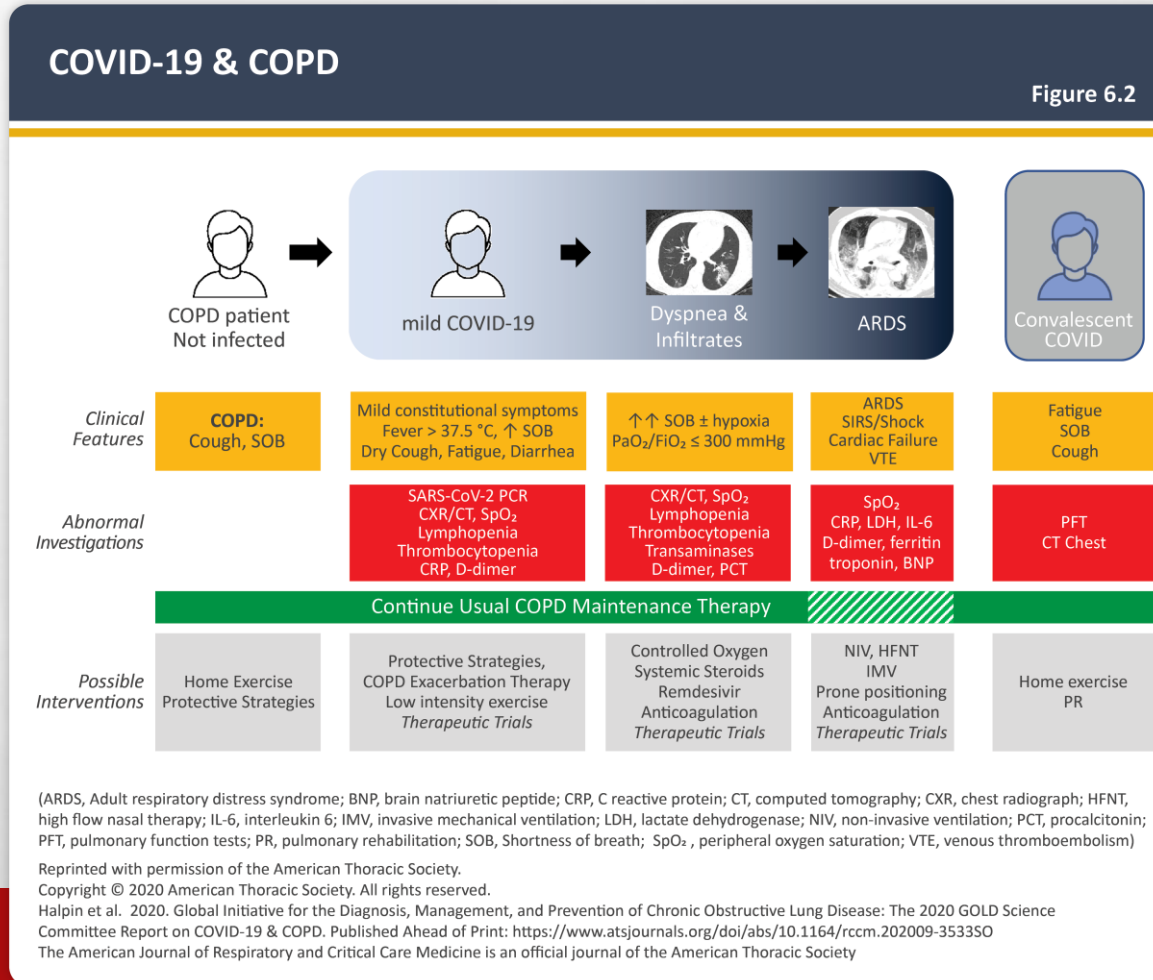 COVID-19 & COPD
Figure 6.2
COPD patient
Not infected
mild COVID-19
Dyspnea &
Infiltrates
ARDS
Convalescent
COVID
Clinical
Features
COPD:
Cough, SOB
Mild constitutional symptoms
Fever > 37.5 °C, ↑ SOB
Dry Cough, Fatigue, Diarrhea
↑↑ SOB ± hypoxia
PaO₂/FiO₂ ≤ 300 mmHg
ARDS
SIRS/Shock
Cardiac Failure
VTE
Fatigue
SOB
Cough
Abnormal
Investigations
SARS-CoV-2 PCR
CXR/CT, SpO₂
Lymphopenia
Thrombocytopenia
CRP, D-dimer
CXR/CT, SpO₂
Lymphopenia
Thrombocytopenia
Transaminases
D-dimer, PCT
SpO₂
CRP, LDH, IL-6
D-dimer, ferritin
troponin, BNP
PFT
CT Chest
Continue Usual COPD Maintenance Therapy
Possible
Interventions
Home Exercise
Protective Strategies
Protective Strategies,
COPD Exacerbation Therapy
Low intensity exercise
Therapeutic Trials
Controlled Oxygen
Systemic Steroids
Remdesivir
Anticoagulation
Therapeutic Trials
NIV, HFNT
IMV
Prone positioning
Anticoagulation
Therapeutic Trials
Home exercise
PR
(ARDS, Adult respiratory distress syndrome; BNP, brain natriuretic peptide; CRP, C reactive protein; CT, computed tomography; CXR, chest radiograph; HFNT,
high flow nasal therapy; IL-6, interleukin 6; IMV, invasive mechanical ventilation; LDH, lactate dehydrogenase; NIV, non-invasive ventilation; PCT, procalcitonin;
PFT, pulmonary function tests; PR, pulmonary rehabilitation; SOB, Shortness of breath; SpO₂ , peripheral oxygen saturation; VTE, venous thromboembolism)
Reprinted with permission of the American Thoracic Society.
Copyright © 2020 American Thoracic Society. All rights reserved.
Halpin et al. 2020. Global Initiative for the Diagnosis, Management, and Prevention of Chronic Obstructive Lung Disease: The 2020 GOLD Science
Committee Report on COVID-19 & COPD. Published Ahead of Print: https://www.atsjournals.org/doi/abs/10.1164/rccm.202009-3533SO
The American Journal of Respiratory and Critical Care Medicine is an official journal of the American Thoracic Society